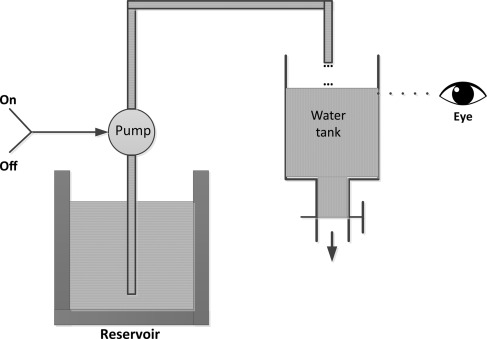 On
Off
Pump
Water
tank
Eye
Reservoir